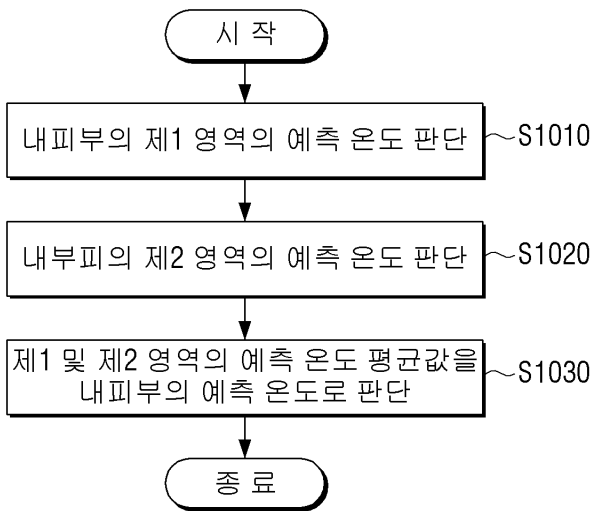 시 작
내피부의 제1 영역의 예측 온도 판단
S1010
내부피의 제2 영역의 예측 온도 판단
S1020
제1 및 제2 영역의 예측 온도 평균값을
내피부의 예측 온도로 판단
S1030
종 료